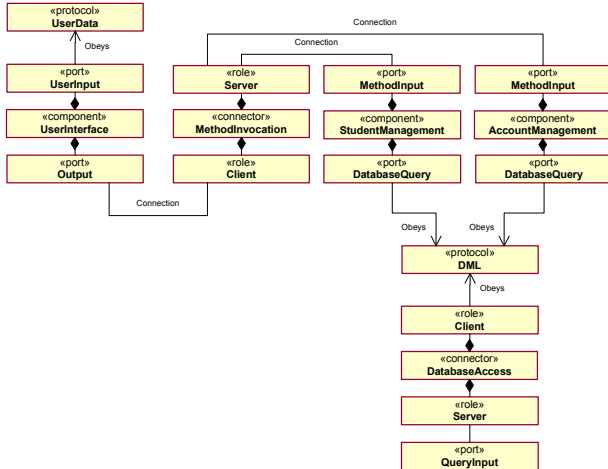 «protocol»
UserData
Obeys
Connection
Connection
«port»
UserInput
«role»
Server
«port»
MethodInput
«port»
MethodInput
«component»
UserInterface
«connector»
MethodInvocation
«component»
StudentManagement
«component»
AccountManagement
«port»
Output
«role»
Client
«port»
DatabaseQuery
«port»
DatabaseQuery
Connection
Obeys
Obeys
«protocol»
DML
Obeys
«role»
Client
«connector»
DatabaseAccess
«role»
Server
«port»
QueryInput